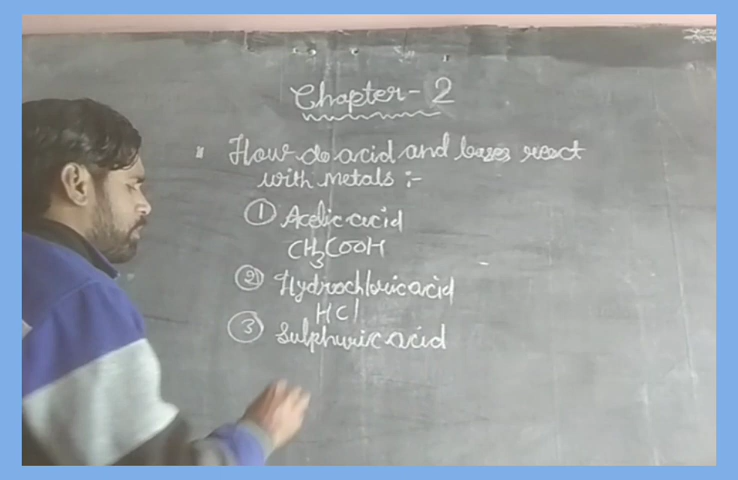 Chapter - 2
How do acid and bases react
with metals :-
① Acetic acid
CH3COOH
② Hydrochloric acid
HCl
③ Sulphuric acid